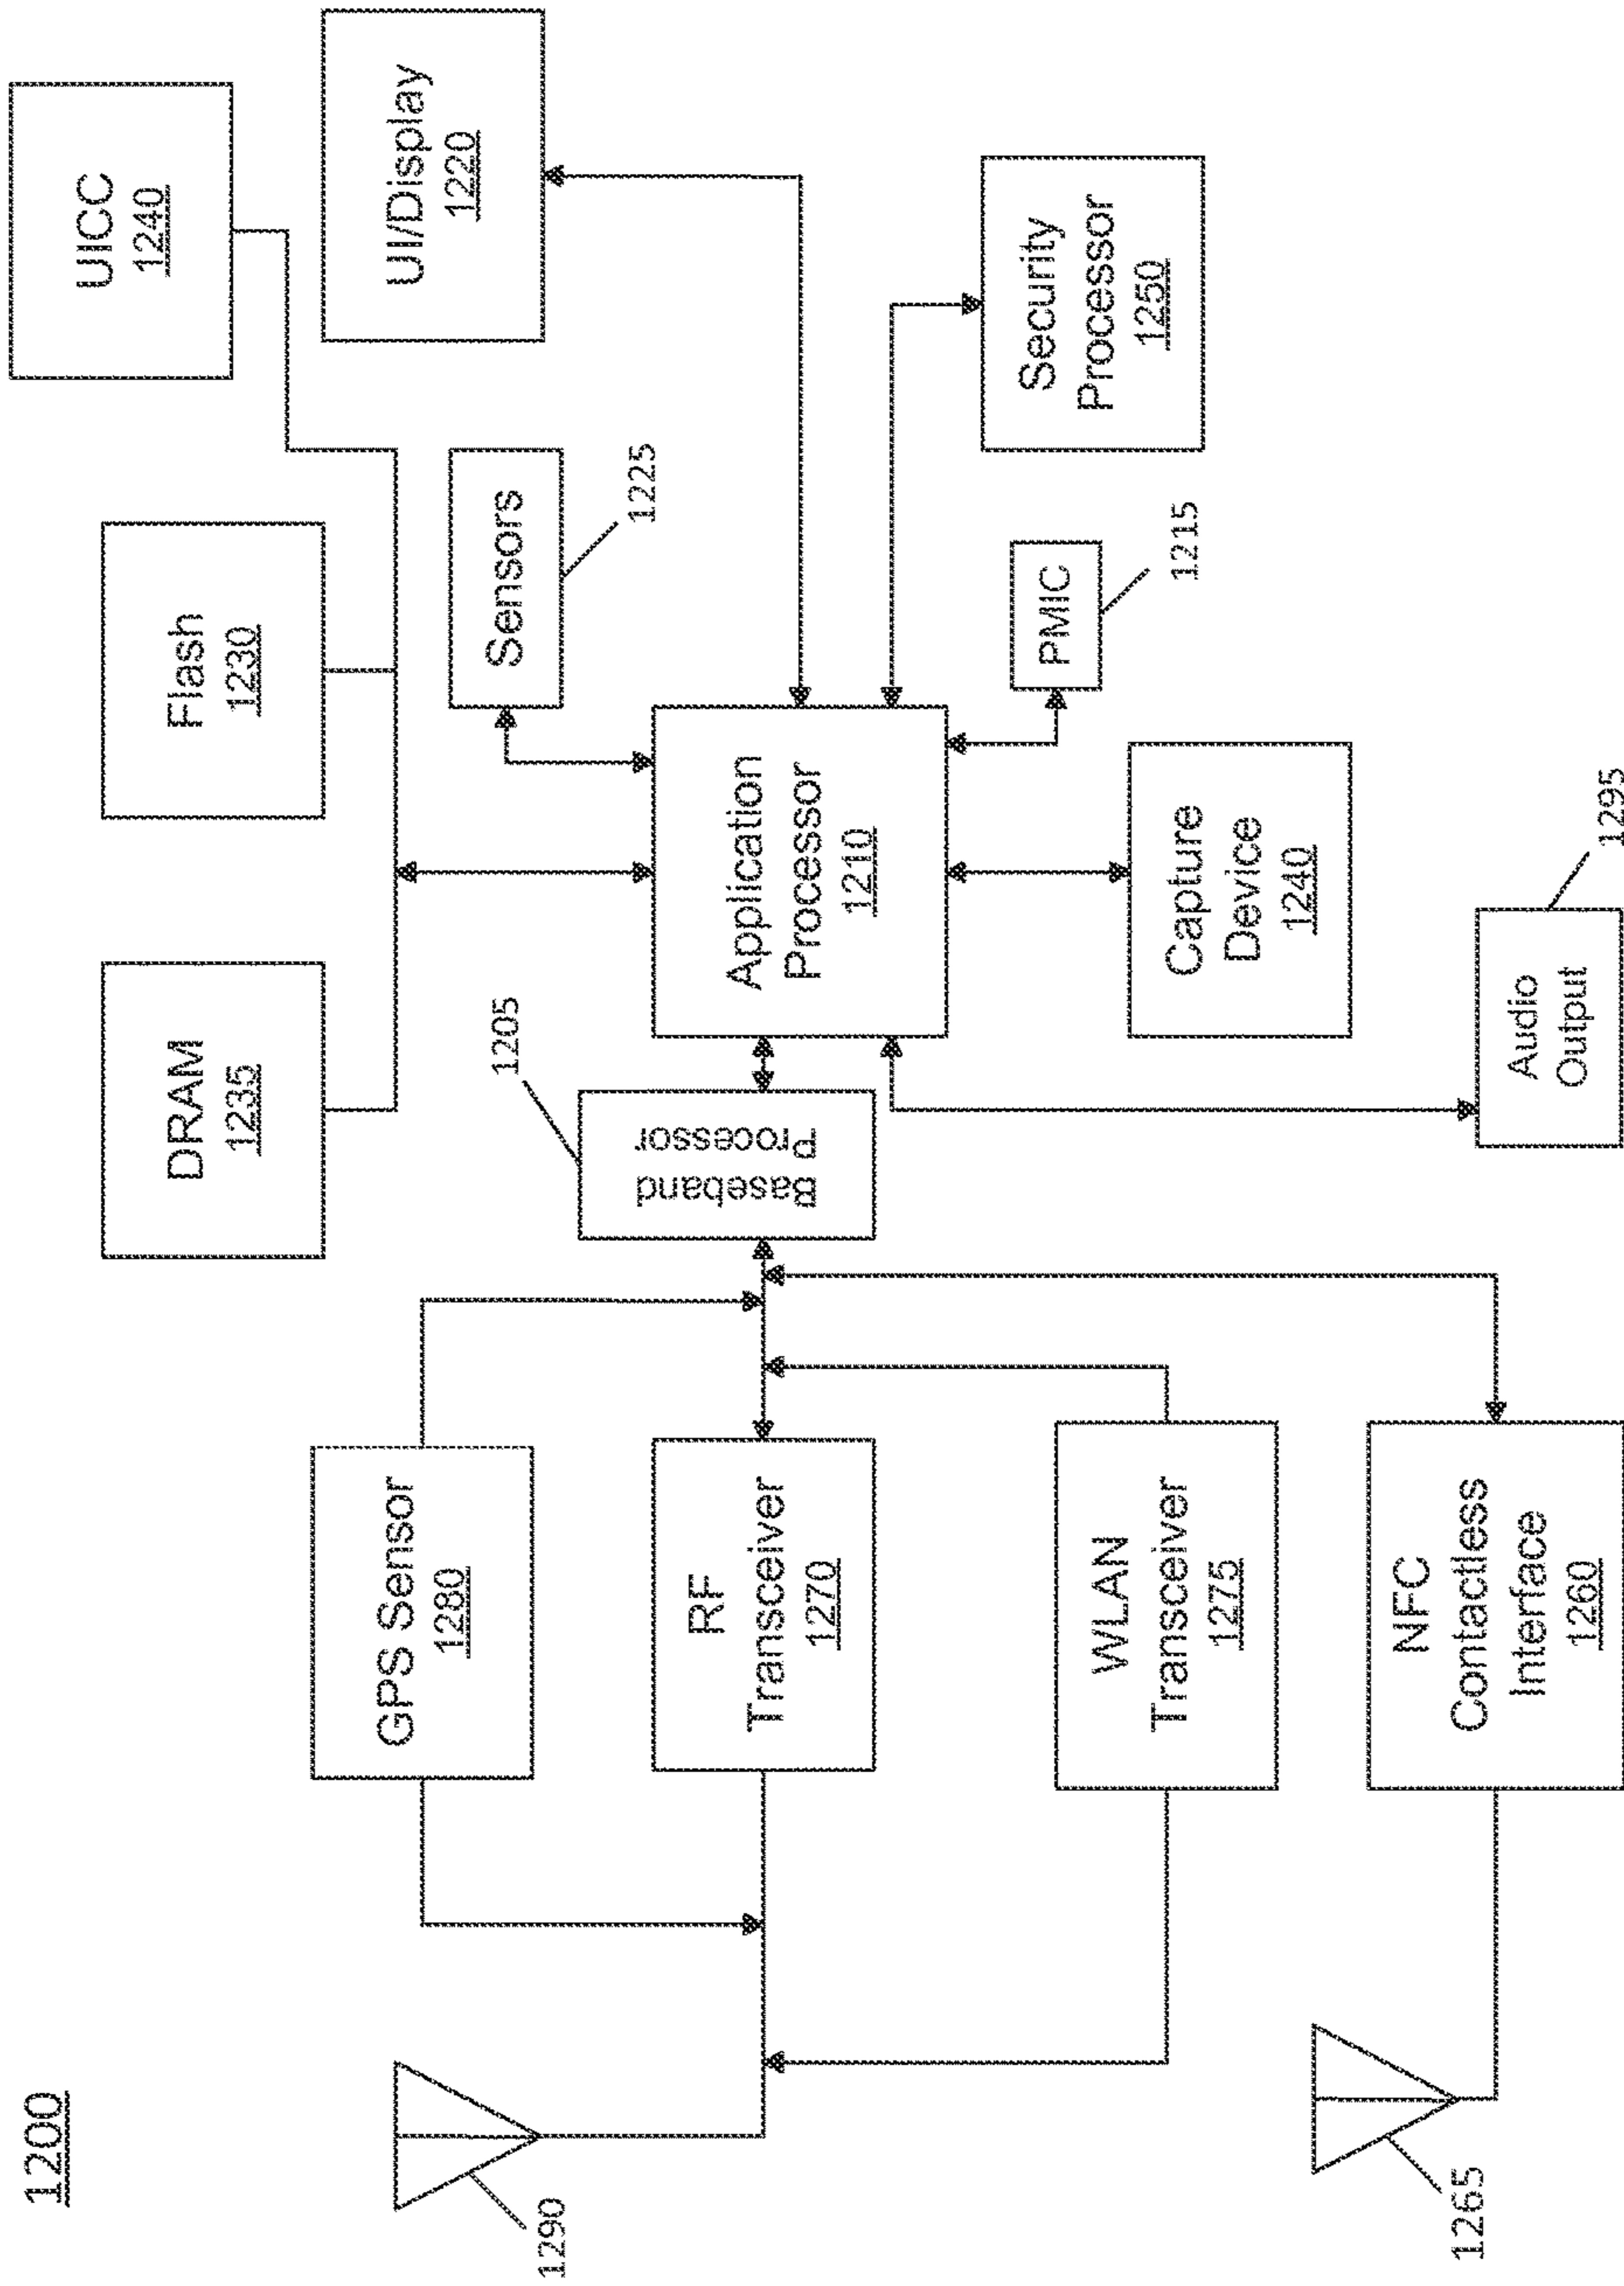 1200
UICC
1240
DRAM
1235
Flash
1230
UI/Display
1220
Sensors
1225
GPS Sensor
1280
1290
1205
Baseband
Processor
Application
Processor
1210
RF
Transceiver
1270
Security
Processor
1250
PMIC
1215
WLAN
Transceiver
1275
Capture
Device
1240
NFC
Contactless
Interface
1260
1265
Audio
Output
1295